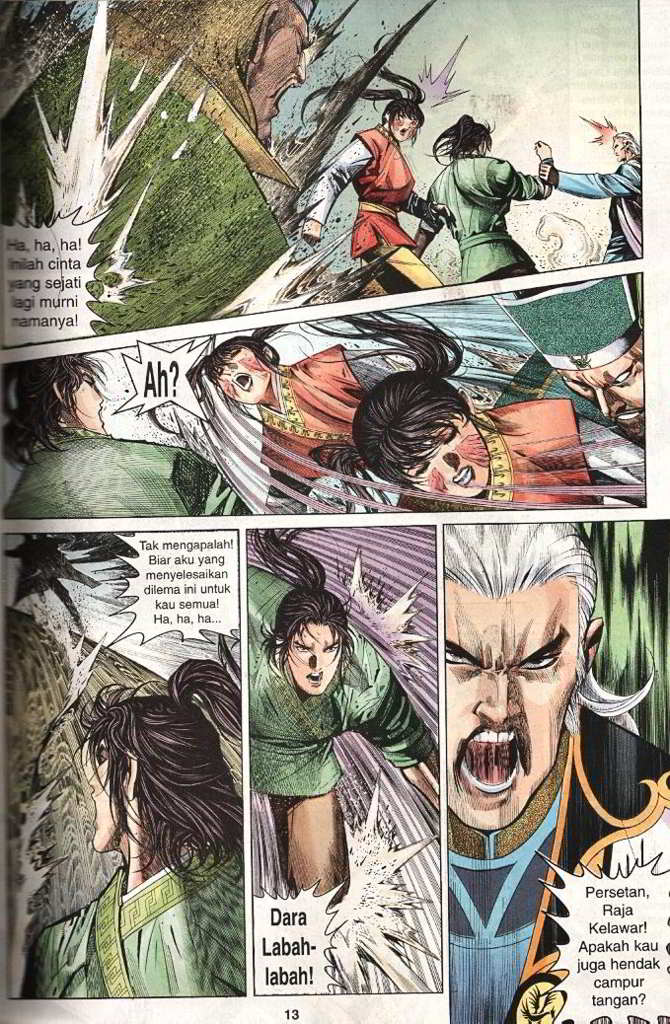 Ha, ha, ha!
Inilah cinta
yang sejati
lagi murni
namanya!
Ah?
Tak mengapalah!
Biar aku yang
menyelesaikan
dilema ini untuk
kau semua!
Ha, ha, ha...
Dara
Labah-
labah!
Persetan,
Raja
Kelawar!
Apakah kau
juga hendak
campur
tangan?
13